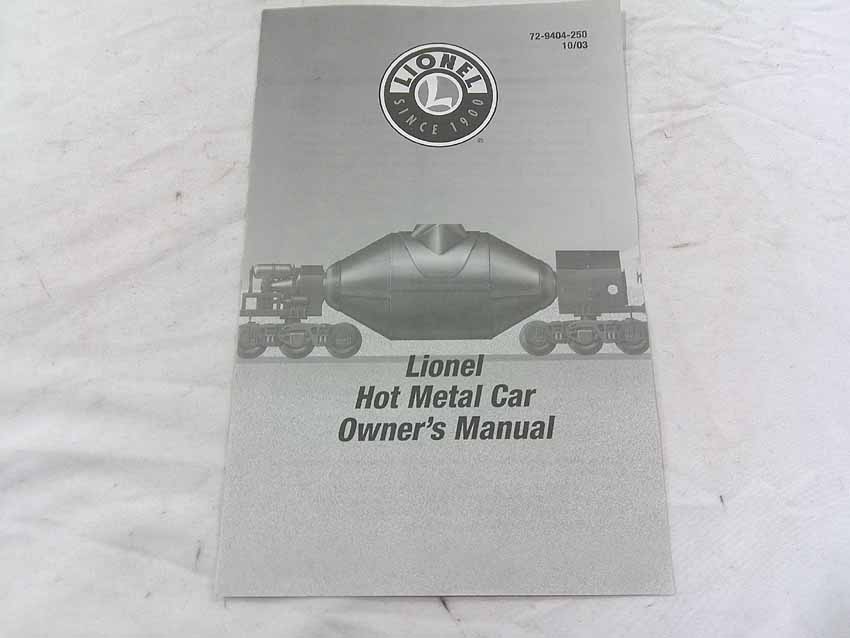 72-9404-250
10/03
LIONEL
L
SINCE 1900
®
Lionel
Hot Metal Car
Owner's Manual